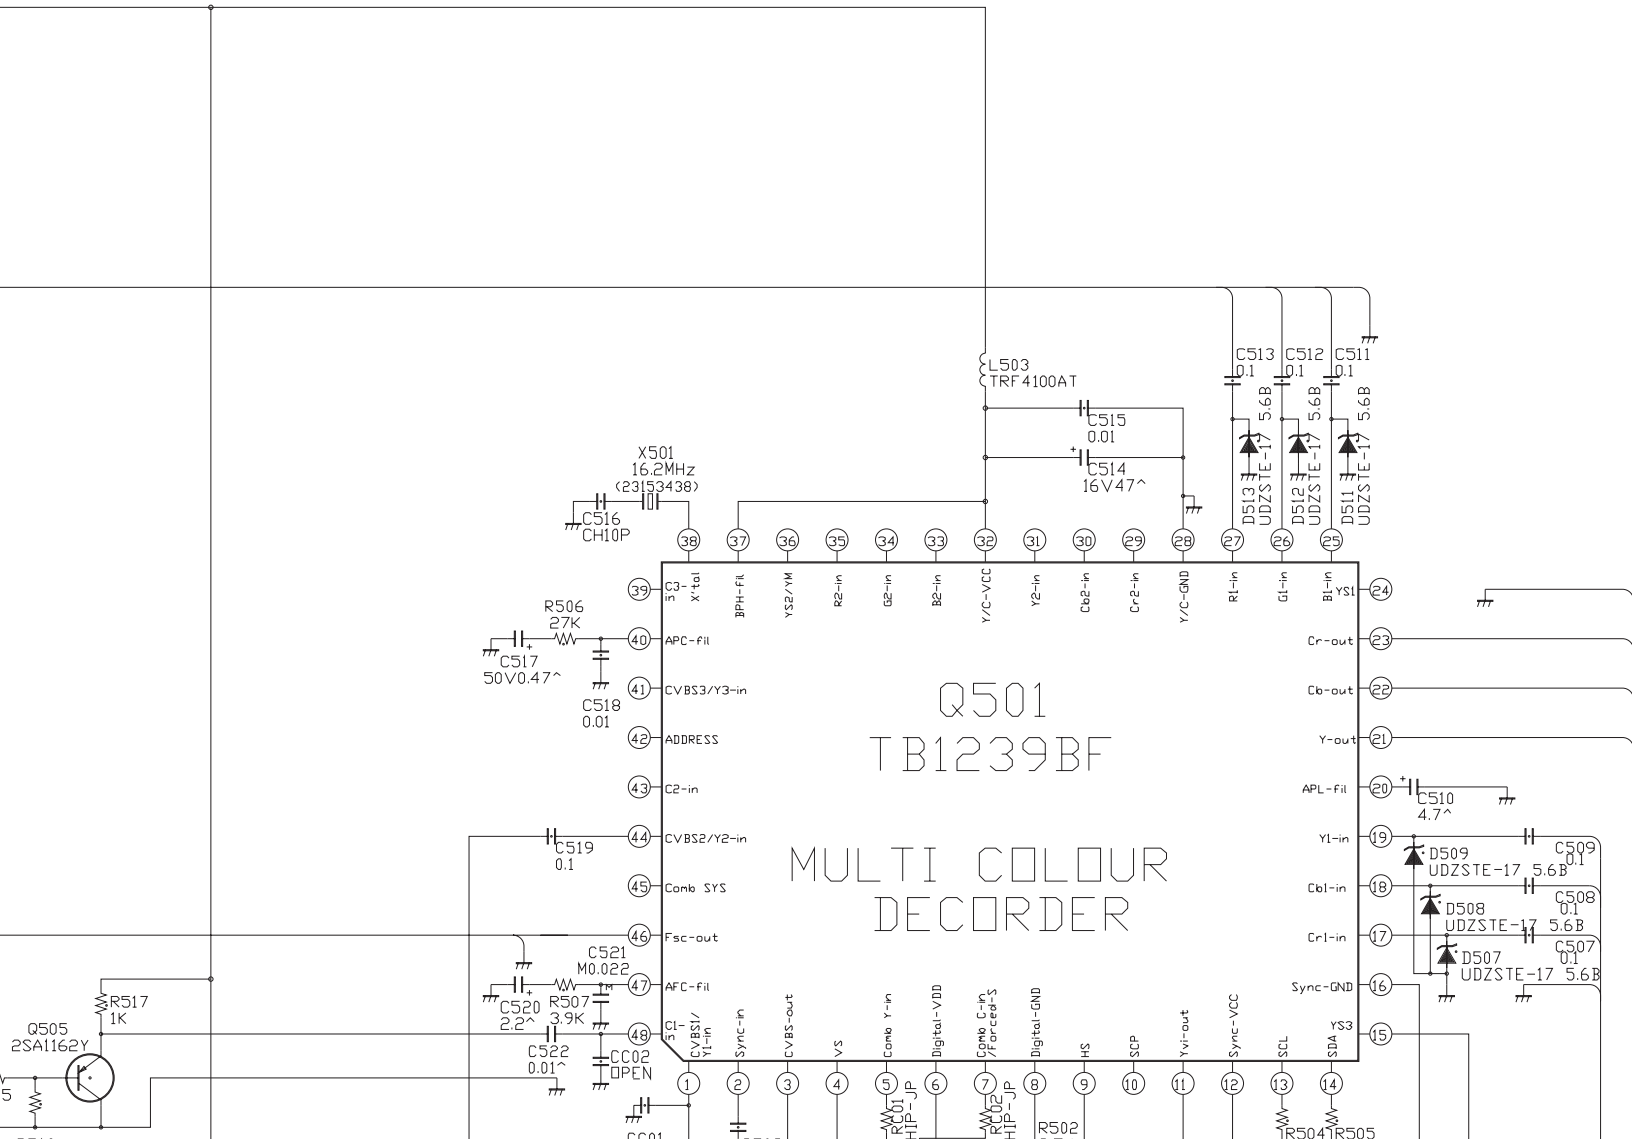 L503
TRF4100AT
C513
0.1
C512
0.1
C511
0.1
C515
0.01
C514
16V47^
D513
UDZSTE-17 5.6B
D512
UDZSTE-17 5.6B
D511
UDZSTE-17 5.6B
X501
16.2MHz
(23153438)
C516
CH10P
38
37
36
35
34
33
32
31
30
29
28
27
26
25
X'tal
BPH-fil
YS2/YM
R2-in
G2-in
B2-in
Y/C-VCC
Y2-in
Cb2-in
Cr2-in
Y/C-GND
R1-in
G1-in
B1-in
39
C3-
in
YS1
24
R506
27K
40
APC-fil
Cr-out
23
C517
50V0.47^
41
CVBS3/Y3-in
Cb-out
22
C518
0.01
42
ADDRESS
Y-out
21
Q501
TB1239BF
43
C2-in
APL-fil
20
C510
4.7^
44
CVBS2/Y2-in
Y1-in
19
C519
0.1
MULTI COLOUR
DECORDER
D509
UDZSTE-17 5.6B
C509
0.1
45
Comb SYS
Cb1-in
18
D508
UDZSTE-17 5.6B
C508
0.1
46
Fsc-out
Cr1-in
17
C521
M0.022
D507
UDZSTE-17 5.6B
C507
0.1
47
AFC-fil
Sync-GND
16
C520
2.2^
R507
3.9K
M
R517
1K
48
C1-
in
YS3
15
Q505
2SA1162Y
C522
0.01^
CC02
OPEN
CVBS1/
Y1-in
Sync-in
CVBS-out
VS
Comb Y-in
Digital-VDD
Comb C-in
/Forced-S
Digital-GND
HS
SCP
Yvi-out
Sync-VCC
SCL
SDA
1
2
3
4
5
6
7
8
9
10
11
12
13
14
5
RC01
HIP-JP
RC02
HIP-JP
R502
R504
R505
CC01